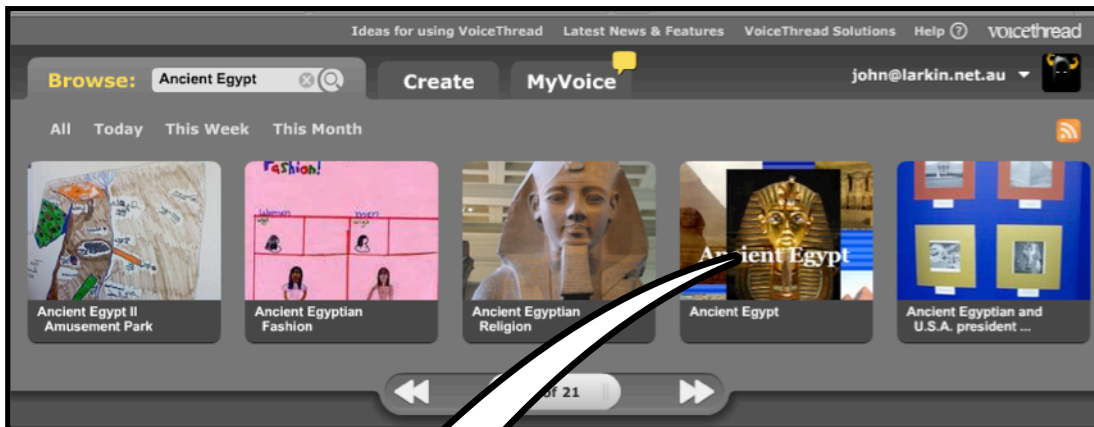 Ideas for using VoiceThread Latest News & Features VoiceThread Solutions Help ? voicethread
Browse: Ancient Egypt Create MyVoice john@larkin.net.au
All Today This Week This Month
Fashion!
Women men
Ancient Egypt
Ancient Egypt II
Amusement Park
Ancient Egyptian
Fashion
Ancient Egyptian
Religion
Ancient Egypt
Ancient Egyptian and
U.S.A. president ...
of 21